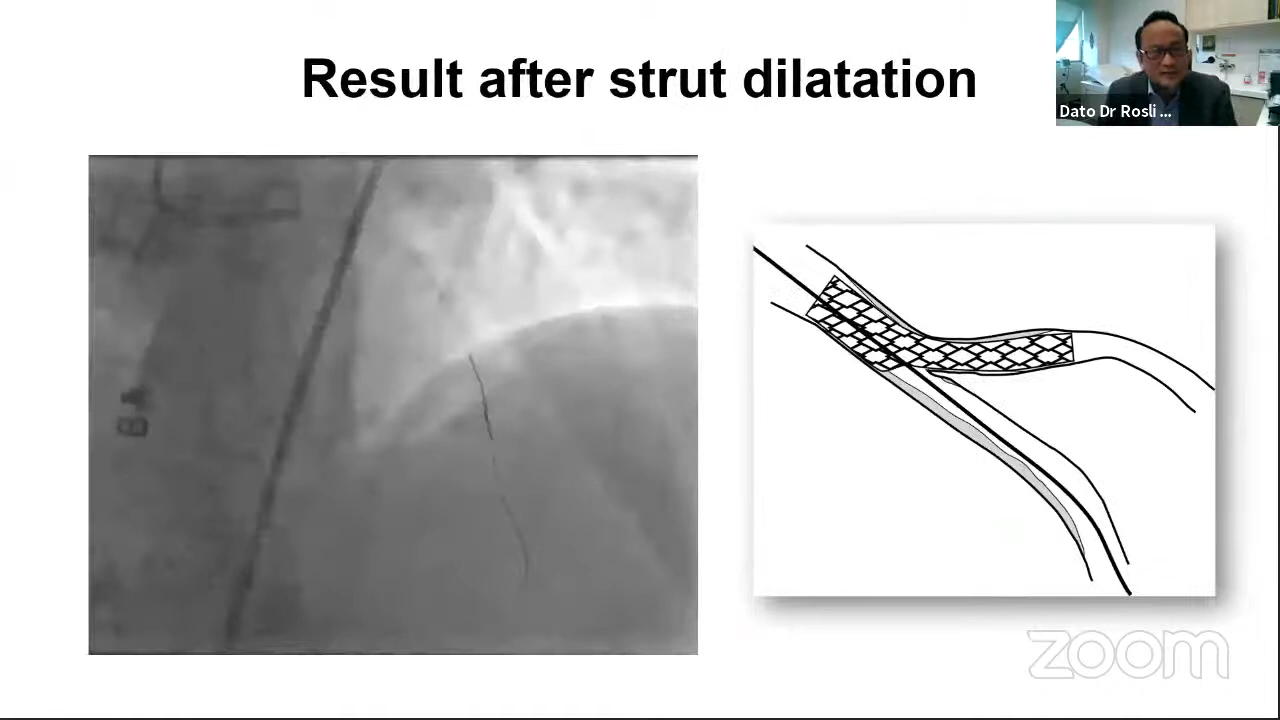 Result after strut dilatation
Dato Dr Rosli ...
zoom